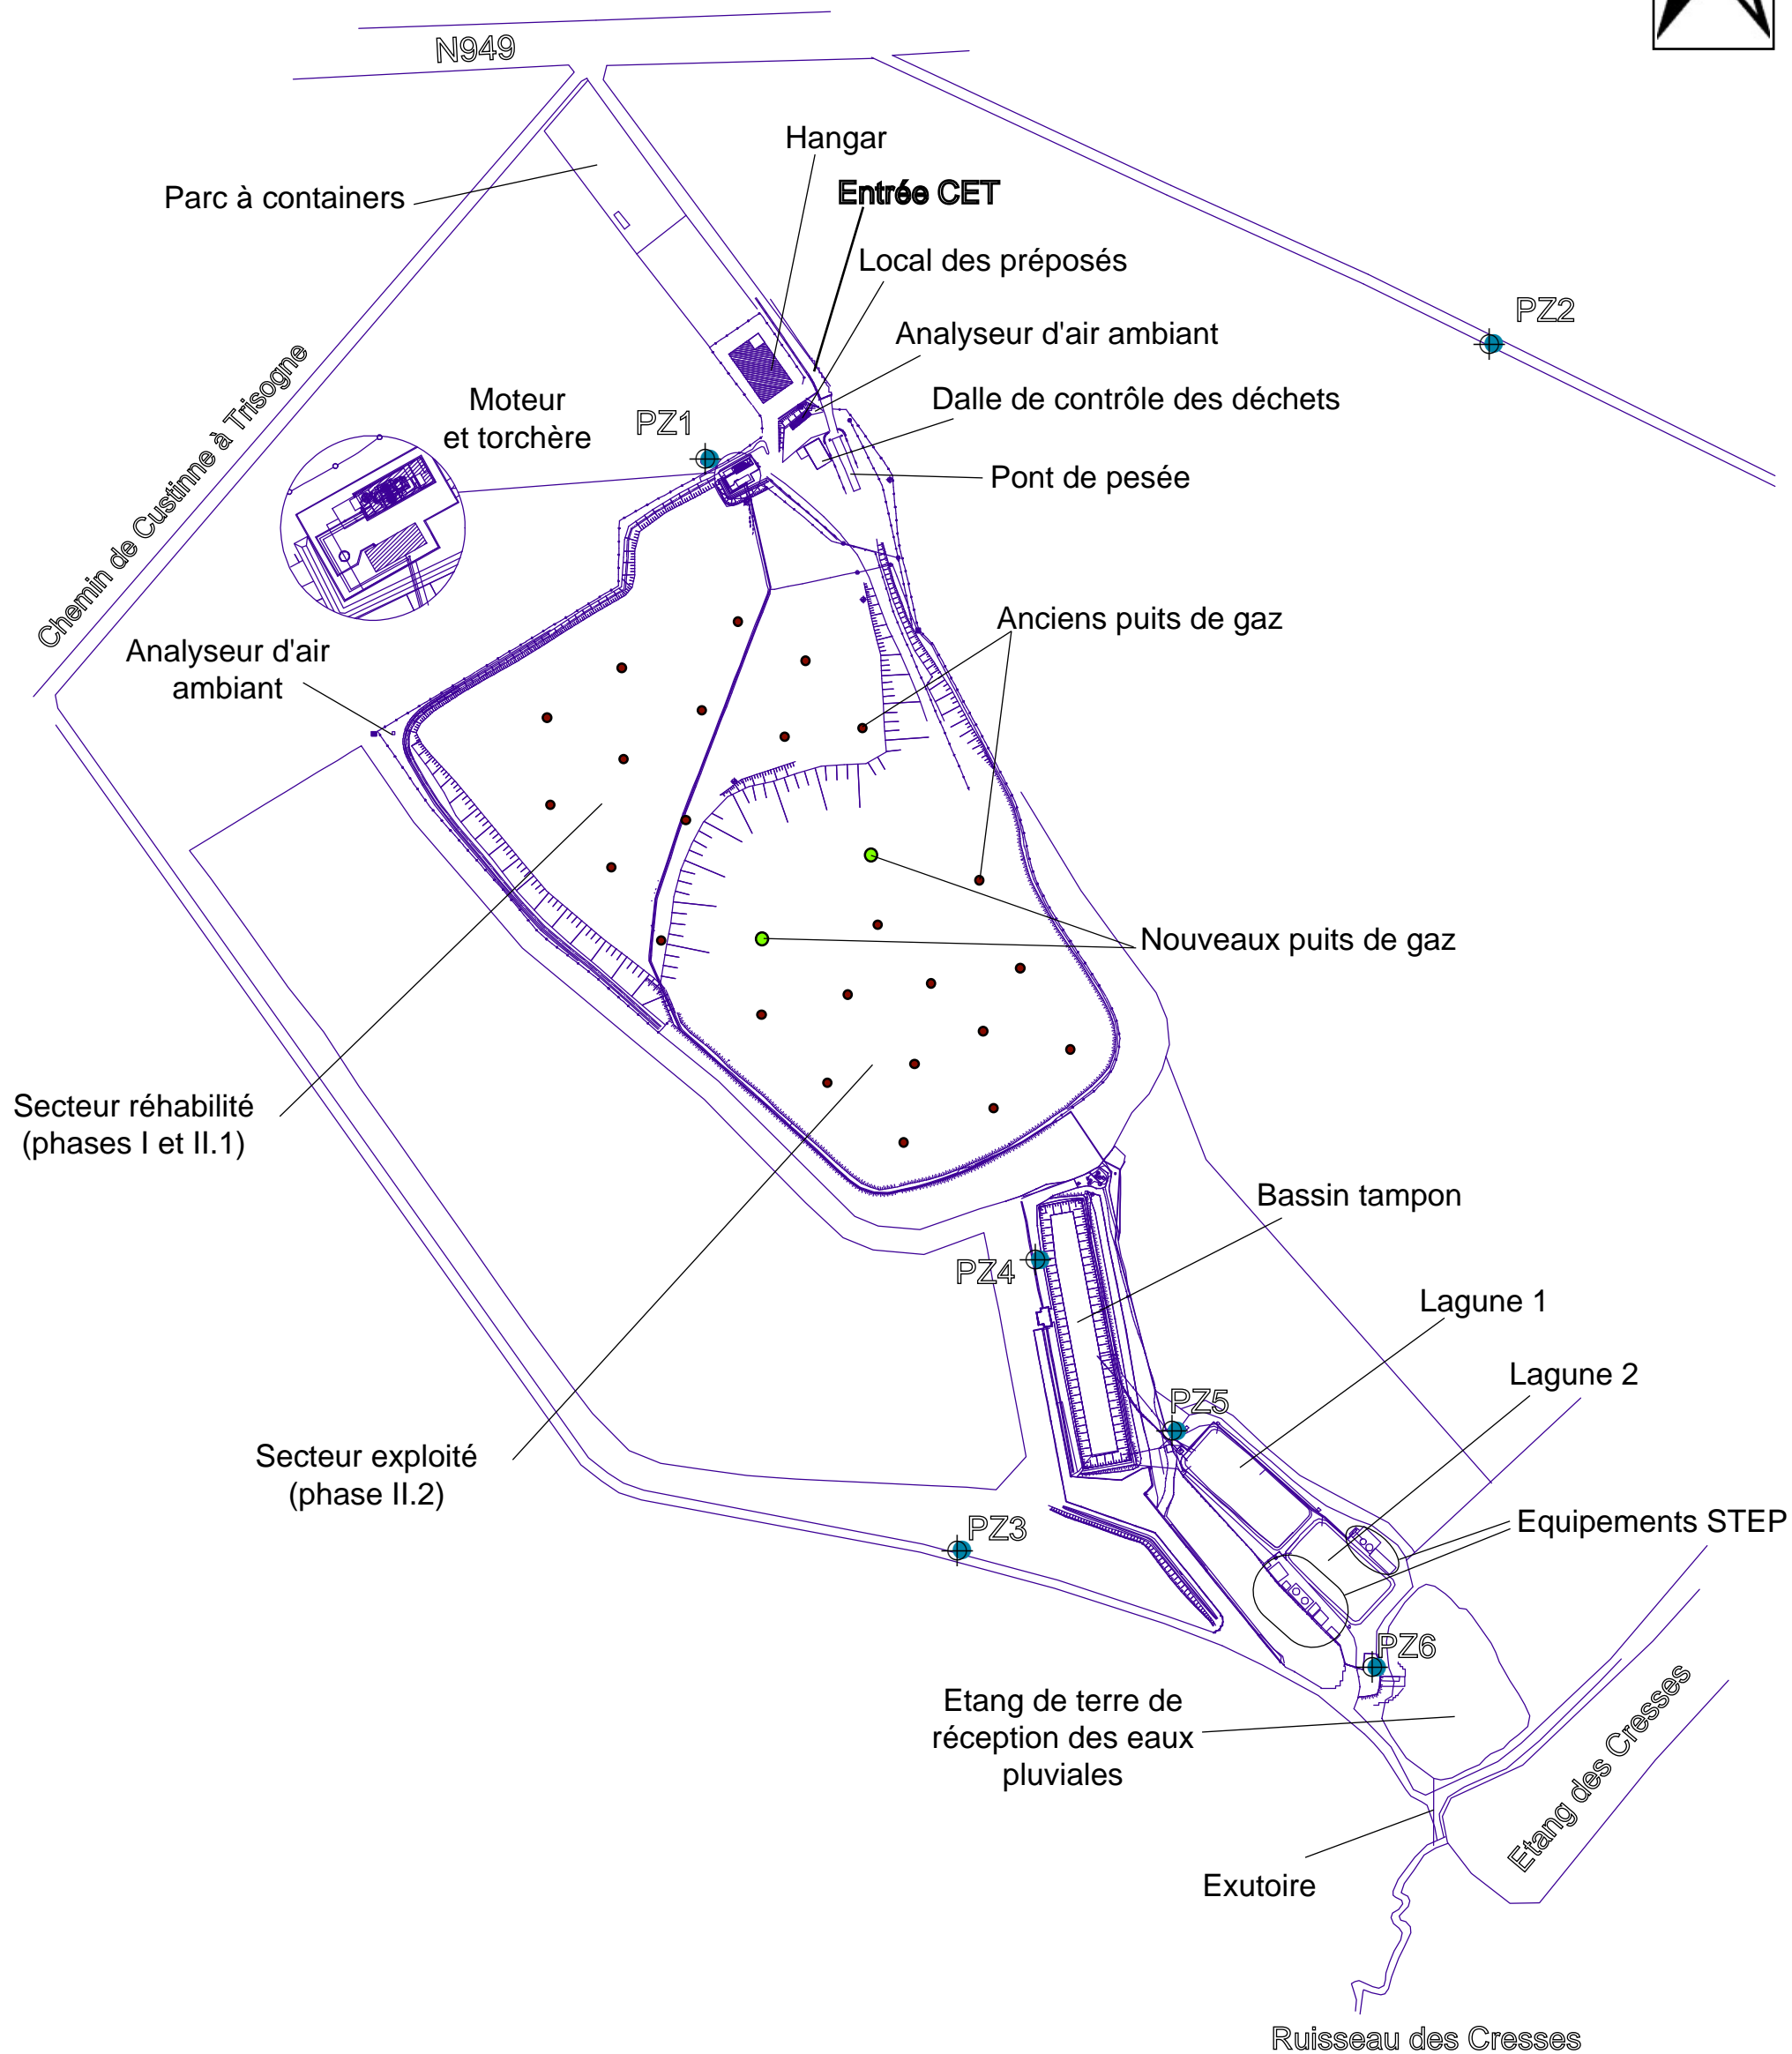 N949
Hangar
Parc à containers
Entrée CET
Local des préposés
PZ2
Analyseur d'air ambiant
Chemin de Custinne à Trisogne
Moteur
et torchère
PZ1
Dalle de contrôle des déchets
Pont de pesée
Anciens puits de gaz
Analyseur d'air
ambiant
Nouveaux puits de gaz
Secteur réhabilité
(phases I et II.1)
Bassin tampon
PZ4
Lagune 1
Lagune 2
PZ5
Secteur exploité
(phase II.2)
PZ3
Equipements STEP
PZ6
Etang de terre de
réception des eaux
pluviales
Etang des Cresses
Exutoire
Ruisseau des Cresses